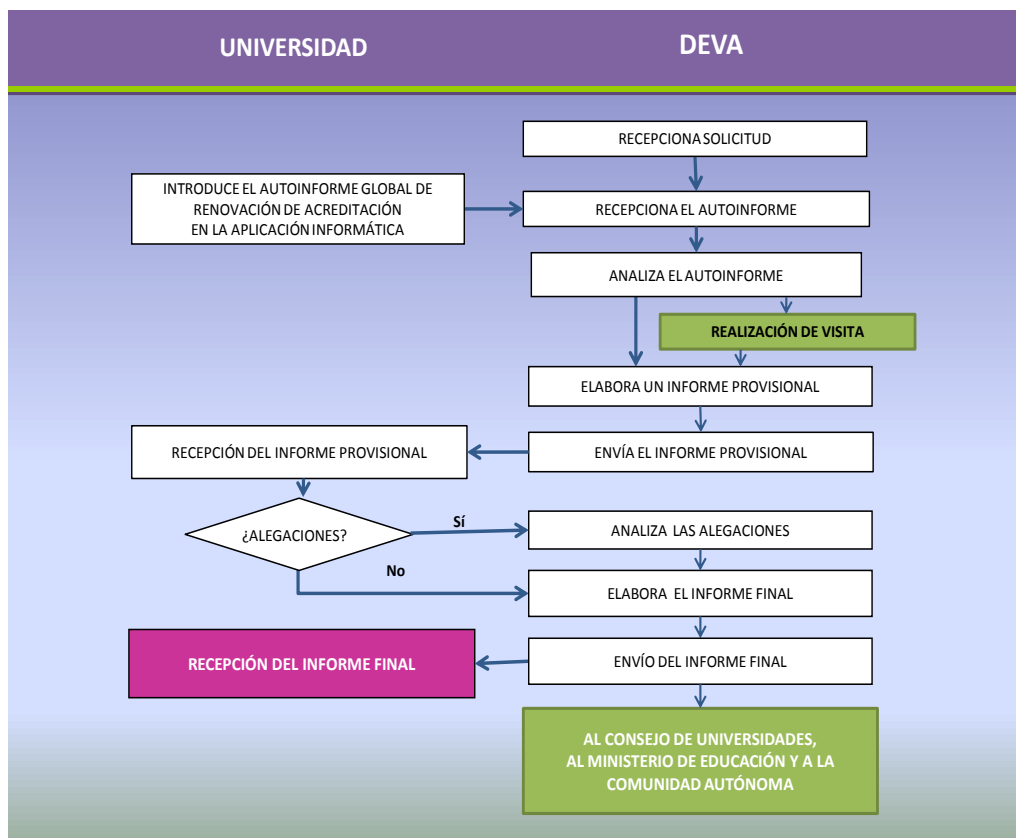 UNIVERSIDAD
DEVA
RECEPCIONA SOLICITUD
INTRODUCE EL AUTOINFORME GLOBAL DE
RENOVACIÓN DE ACREDITACIÓN
EN LA APLICACIÓN INFORMÁTICA
RECEPCIONA EL AUTOINFORME
ANALIZA EL AUTOINFORME
REALIZACIÓN DE VISITA
ELABORA UN INFORME PROVISIONAL
RECEPCIÓN DEL INFORME PROVISIONAL
ENVÍA EL INFORME PROVISIONAL
¿ALEGACIONES?
Sí
ANALIZA LAS ALEGACIONES
No
ELABORA EL INFORME FINAL
RECEPCIÓN DEL INFORME FINAL
ENVÍO DEL INFORME FINAL
AL CONSEJO DE UNIVERSIDADES,
AL MINISTERIO DE EDUCACIÓN Y A LA
COMUNIDAD AUTÓNOMA